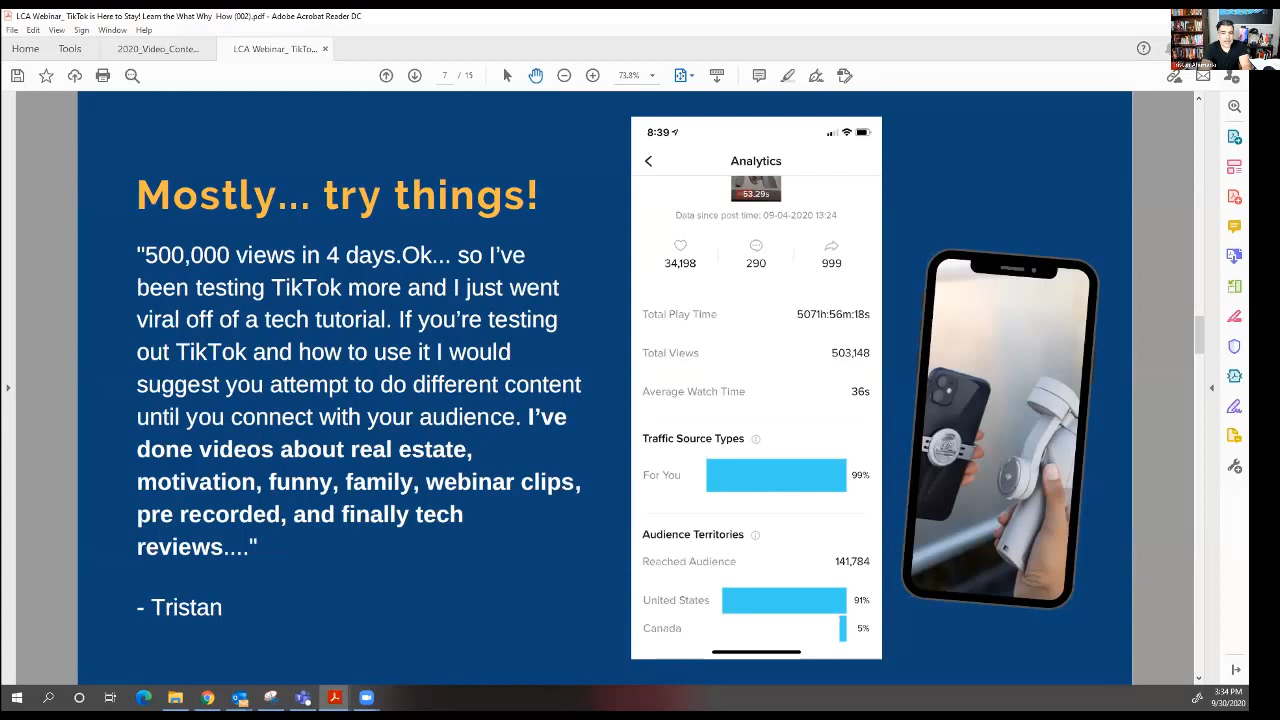 LCA Webinar_ TikTok is Here to Stay! Learn the What Why  How (002).pdf - Adobe Acrobat Reader DC
File Edit View Sign Window Help
Home Tools 2020_Video_Conte... LCA Webinar_ TikTo... ×
7 / 15 73.8%
Mostly... try things!
"500,000 views in 4 days.Ok... so I've
been testing TikTok more and I just went
viral off of a tech tutorial. If you're testing
out TikTok and how to use it I would
suggest you attempt to do different content
until you connect with your audience. I've
done videos about real estate,
motivation, funny, family, webinar clips,
pre recorded, and finally tech
reviews...."
- Tristan
8:39
Analytics
53.29s
Data since post time: 09-04-2020 13:24
34,198 290 999
Total Play Time 5071h:56m:18s
Total Views 503,148
Average Watch Time 36s
Traffic Source Types
For You 99%
Audience Territories
Reached Audience 141,784
United States 91%
Canada 5%
3:34 PM
9/30/2020